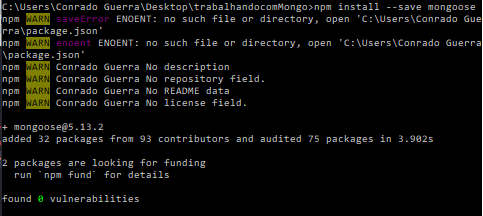 C:\Users\Conrado Guerra\Desktop\trabalhandocomMongo>npm install --save mongoose
npm WARN saveError ENOENT: no such file or directory, open 'C:\Users\Conrado Gue
rra\package.json'
npm WARN enoent ENOENT: no such file or directory, open 'C:\Users\Conrado Guerra
\package.json'
npm WARN Conrado Guerra No description
npm WARN Conrado Guerra No repository field.
npm WARN Conrado Guerra No README data
npm WARN Conrado Guerra No license field.
+ mongoose@5.13.2
added 32 packages from 93 contributors and audited 75 packages in 3.902s
2 packages are looking for funding
run `npm fund` for details
found 0 vulnerabilities